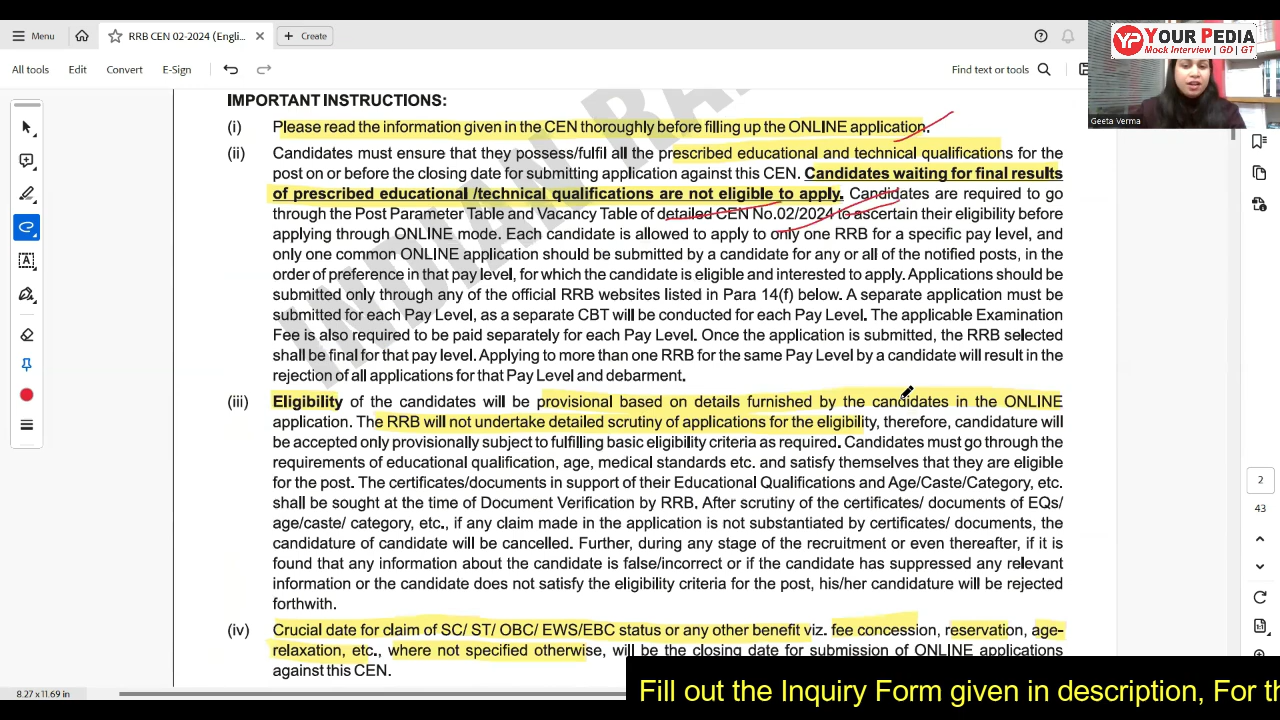 Menu
RRB CEN 02-2024 (Engli...
Create
YP YOUR PEDIA
Mock Interview | GD | GT
All tools Edit Convert E-Sign
Find text or tools
Geeta Verma
IMPORTANT INSTRUCTIONS:
(i) Please read the information given in the CEN thoroughly before filling up the ONLINE application.
(ii) Candidates must ensure that they possess/fulfil all the prescribed educational and technical qualifications for the
post on or before the closing date for submitting application against this CEN. Candidates waiting for final results
of prescribed educational /technical qualifications are not eligible to apply. Candidates are required to go
through the Post Parameter Table and Vacancy Table of detailed CEN No.02/2024 to ascertain their eligibility before
applying through ONLINE mode. Each candidate is allowed to apply to only one RRB for a specific pay level, and
only one common ONLINE application should be submitted by a candidate for any or all of the notified posts, in the
order of preference in that pay level, for which the candidate is eligible and interested to apply. Applications should be
submitted only through any of the official RRB websites listed in Para 14(f) below. A separate application must be
submitted for each Pay Level, as a separate CBT will be conducted for each Pay Level. The applicable Examination
Fee is also required to be paid separately for each Pay Level. Once the application is submitted, the RRB selected
shall be final for that pay level. Applying to more than one RRB for the same Pay Level by a candidate will result in the
rejection of all applications for that Pay Level and debarment.
(iii) Eligibility of the candidates will be provisional based on details furnished by the candidates in the ONLINE
application. The RRB will not undertake detailed scrutiny of applications for the eligibility, therefore, candidature will
be accepted only provisionally subject to fulfilling basic eligibility criteria as required. Candidates must go through the
requirements of educational qualification, age, medical standards etc. and satisfy themselves that they are eligible
for the post. The certificates/documents in support of their Educational Qualifications and Age/Caste/Category, etc.
shall be sought at the time of Document Verification by RRB. After scrutiny of the certificates/ documents of EQs/
age/caste/ category, etc., if any claim made in the application is not substantiated by certificates/ documents, the
candidature of candidate will be cancelled. Further, during any stage of the recruitment or even thereafter, if it is
found that any information about the candidate is false/incorrect or if the candidate has suppressed any relevant
information or the candidate does not satisfy the eligibility criteria for the post, his/her candidature will be rejected
forthwith.
(iv) Crucial date for claim of SC/ ST/ OBC/ EWS/EBC status or any other benefit viz. fee concession, reservation, age-
relaxation, etc., where not specified otherwise, will be the closing date for submission of ONLINE applications
against this CEN.
2
43
8.27 x 11.69 in
Fill out the Inquiry Form given in description, For th